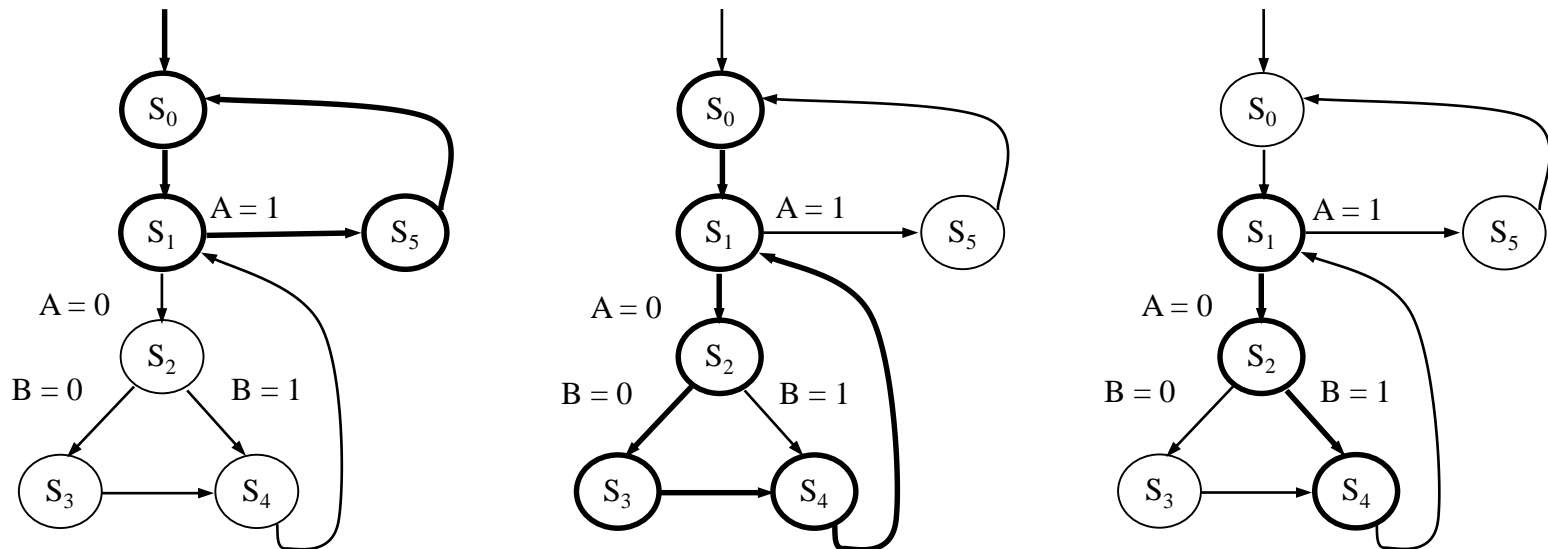 S₀
S₁
A = 1
S₅
A = 0
S₂
B = 0
B = 1
S₃
S₄
S₀
S₁
A = 1
S₅
A = 0
S₂
B = 0
B = 1
S₃
S₄
S₀
S₁
A = 1
S₅
A = 0
S₂
B = 0
B = 1
S₃
S₄